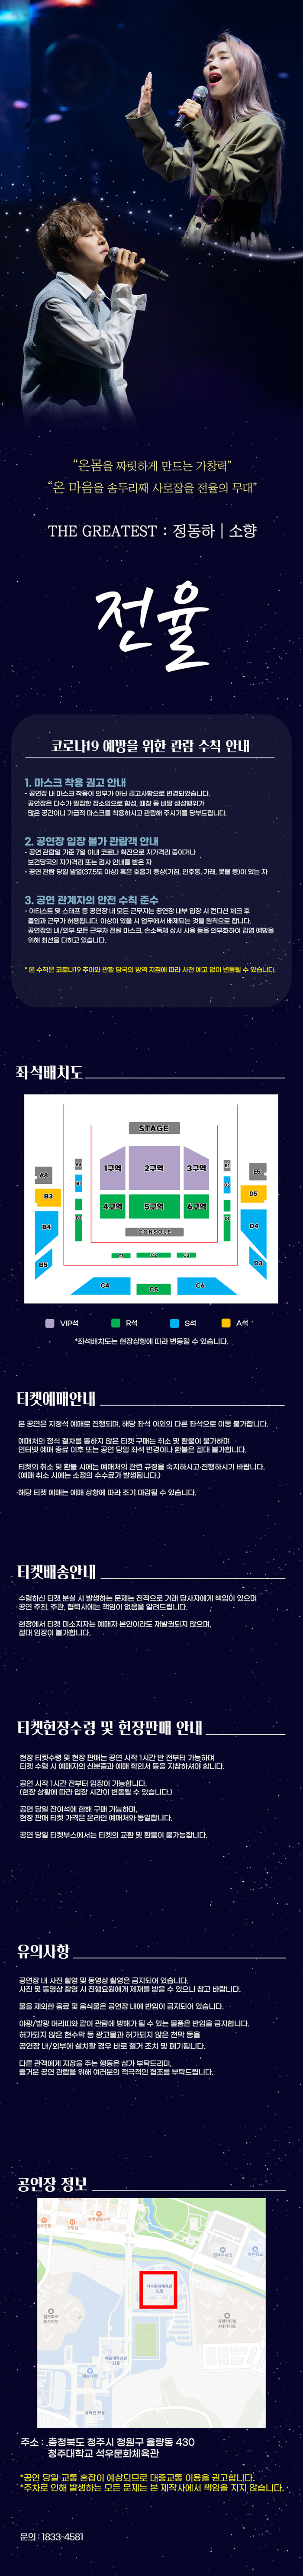 “온몸을 짜릿하게 만드는 가창력”
“온 마음을 송두리째 사로잡을 전율의 무대”
THE GREATEST : 정동하 | 소향
전율
코로나19 예방을 위한 관람 수칙 안내
1. 마스크 착용 권고 안내
- 공연장 내 마스크 착용이 의무가 아닌 권고사항으로 변경되었습니다.
공연장은 다수가 밀집한 장소임으로 함성, 떼창 등 비말 생성행위가
많은 공간이니 가급적 마스크를 착용하시고 관람해 주시기를 당부드립니다.
2. 공연장 입장 불가 관람객 안내
- 공연 관람일 기준 7일 이내 코로나 확진으로 자가격리 중이거나
보건당국의 자가격리 또는 검사 안내를 받은 자
- 공연 관람 당일 발열(37.5도 이상) 혹은 호흡기 증상(기침, 인후통, 가래, 콧물 등)이 있는 자
3. 공연 관계자의 안전 수칙 준수
- 아티스트 및 스태프 등 공연장 내 모든 근무자는 공연장 내부 입장 시 컨디션 체크 후
출입과 근무가 허용됩니다. 이상이 있을 시 업무에서 배제되는 것을 원칙으로 합니다.
공연장의 내/외부 모든 근무자 전원 마스크, 손소독제 상시 사용 등을 의무화하여 감염 예방을
위해 최선을 다하고 있습니다.
* 본 수칙은 코로나19 추이와 관할 당국의 방역 지침에 따라 사전 예고 없이 변동될 수 있습니다.
좌석배치도
STAGE
1구역 2구역 3구역
4구역 5구역 6구역
CONSOLE
A8
B3
B4
B5
E5
D5
D4
D3
E1
D2
C1 C2 C3
C4 C5 C6
VIP석 R석 S석 A석
*좌석배치도는 현장상황에 따라 변동될 수 있습니다.
티켓예매안내
본 공연은 지정석 예매로 진행되며, 해당 좌석 이외의 다른 좌석으로 이동 불가합니다.
예매처의 정식 절차를 통하지 않은 티켓 구매는 취소 및 환불이 불가하며
인터넷 예매 종료 이후 또는 공연 당일 좌석 변경이나 환불은 절대 불가합니다.
티켓의 취소 및 환불 시에는 예매처의 관련 규정을 숙지하시고 진행하시기 바랍니다.
(예매 취소 시에는 소정의 수수료가 발생됩니다.)
해당 티켓 예매는 예매 상황에 따라 조기 마감될 수 있습니다.
티켓배송안내
수령하신 티켓 분실 시 발생하는 문제는 전적으로 거래 당사자에게 책임이 있으며
공연 주최, 주관, 협력사에는 책임이 없음을 알려드립니다.
현장에서 티켓 미소지자는 예매자 본인이라도 재발권되지 않으며,
절대 입장이 불가합니다.
티켓현장수령 및 현장판매 안내
현장 티켓수령 및 현장 판매는 공연 시작 1시간 반 전부터 가능하며
티켓 수령 시 예매자의 신분증과 예매 확인서 등을 지참하셔야 합니다.
공연 시작 1시간 전부터 입장이 가능합니다.
(현장 상황에 따라 입장 시간이 변동될 수 있습니다.)
공연 당일 잔여석에 한해 구매 가능하며,
현장 판매 티켓 가격은 온라인 예매처와 동일합니다.
공연 당일 티켓부스에서는 티켓의 교환 및 환불이 불가능합니다.
유의사항
공연장 내 사진 촬영 및 동영상 촬영은 금지되어 있습니다.
사진 및 동영상 촬영 시 진행요원에게 제재를 받을 수 있으니 참고 바랍니다.
물을 제외한 음료 및 음식물은 공연장 내에 반입이 금지되어 있습니다.
야광/발광 머리띠와 같이 관람에 방해가 될 수 있는 물품은 반입을 금지합니다.
허가되지 않은 현수막 등 광고물과 허가되지 않은 천막 등을
공연장 내/외부에 설치할 경우 바로 철거 조치 및 폐기됩니다.
다른 관객에게 지장을 주는 행동은 삼가 부탁드리며,
즐거운 공연 관람을 위해 여러분의 적극적인 협조를 부탁드립니다.
공연장 정보
주소 : 충청북도 청주시 청원구 율량동 430
청주대학교 석우문화체육관
*공연 당일 교통 혼잡이 예상되므로 대중교통 이용을 권고합니다.
*주차로 인해 발생하는 모든 문제는 본 제작사에서 책임을 지지 않습니다.
문의 : 1833-4581